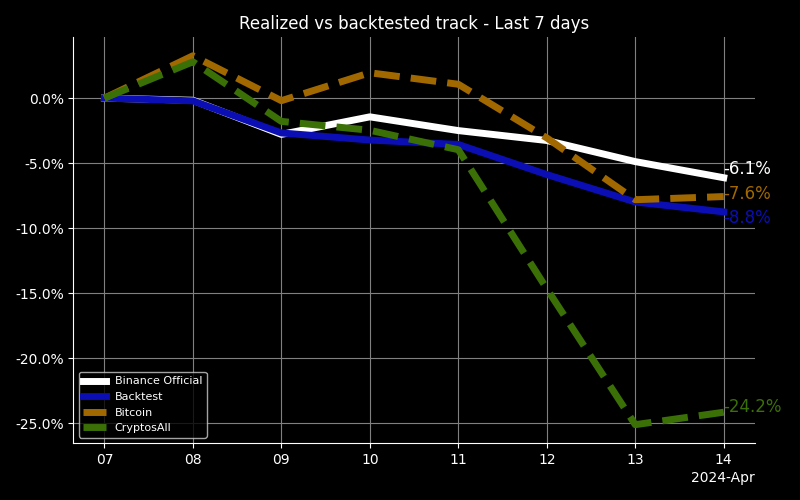 Realized vs backtested track - Last 7 days
0.0%
-5.0%
-10.0%
-15.0%
-20.0%
-25.0%
-6.1%
-7.6%
-8.8%
-24.2%
Binance Official
Backtest
Bitcoin
CryptosAll
07 08 09 10 11 12 13 14
2024-Apr